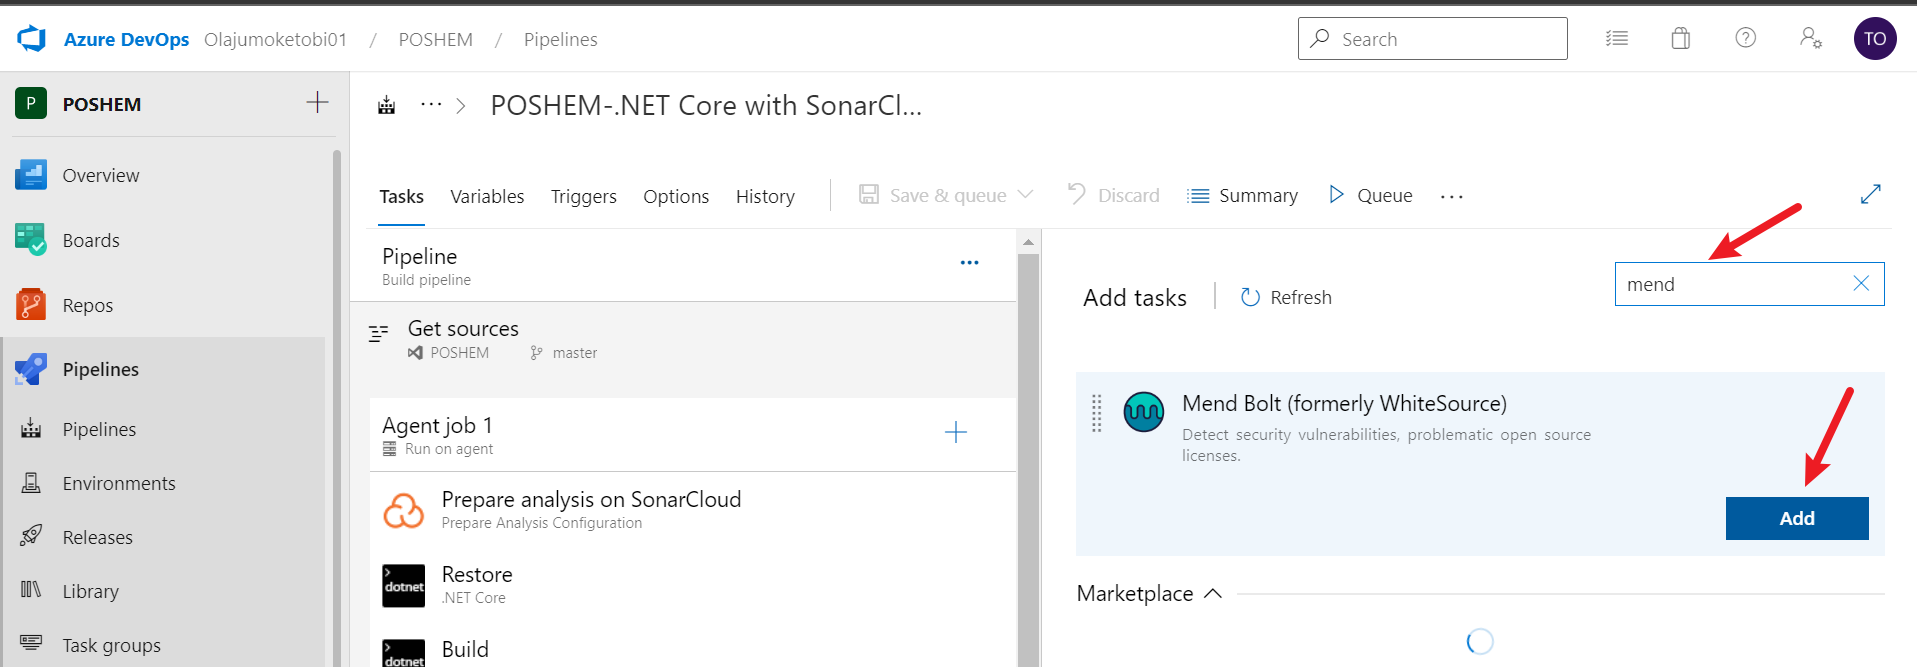 Azure DevOps Olajumoketobi01 / POSHEM / Pipelines
Search
TO
P POSHEM
Overview
Boards
Repos
Pipelines
Pipelines
Environments
Releases
Library
Task groups
... > POSHEM-.NET Core with SonarCl...
Tasks Variables Triggers Options History Save & queue Discard Summary Queue ...
Pipeline
Build pipeline
Get sources
POSHEM master
Agent job 1
Run on agent
Prepare analysis on SonarCloud
Prepare Analysis Configuration
dotnet
Restore
.NET Core
dotnet
Build
Add tasks Refresh
mend
Mend Bolt (formerly WhiteSource)
Detect security vulnerabilities, problematic open source
licenses.
Add
Marketplace